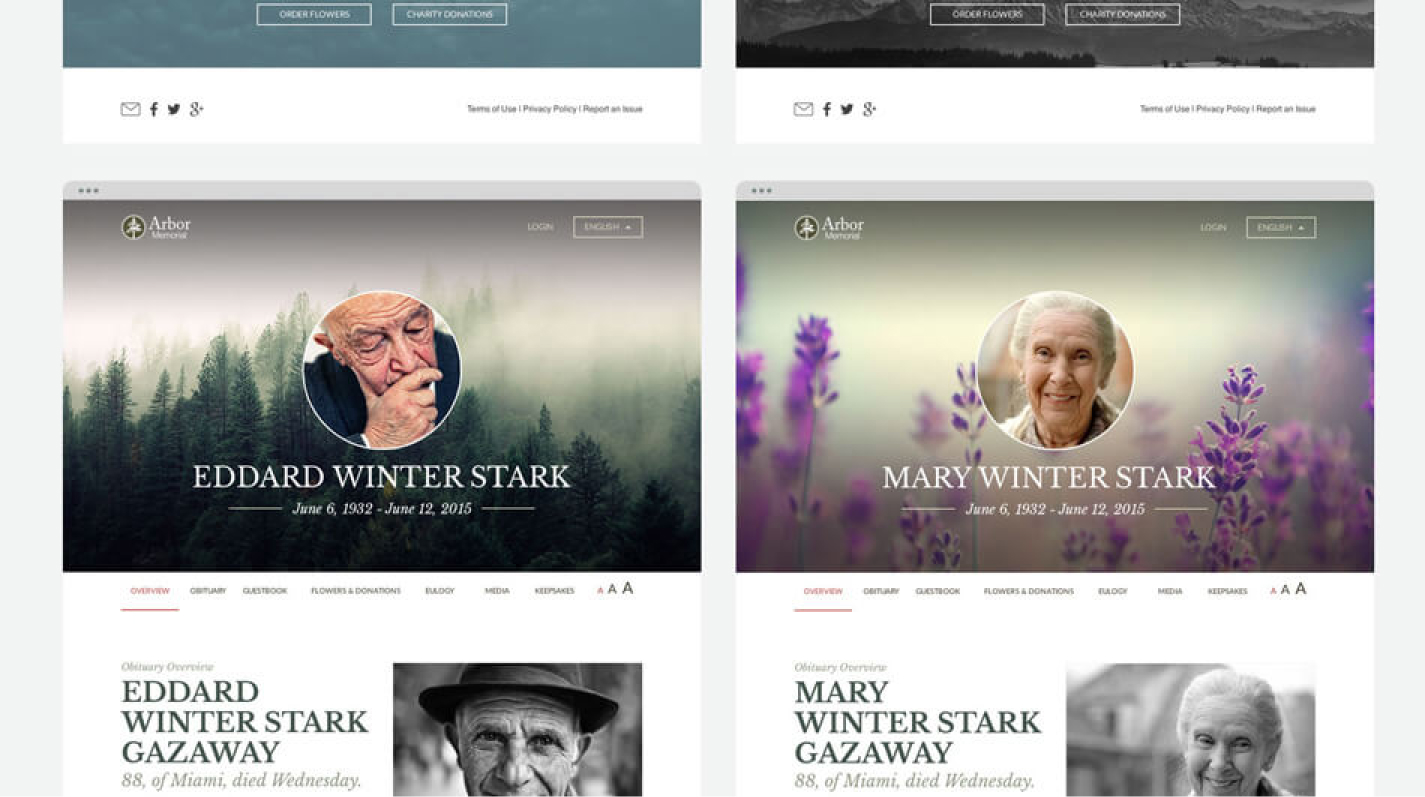 ORDER FLOWERS
CHARITY DONATIONS
ORDER FLOWERS
CHARITY DONATIONS
Terms of Use | Privacy Policy | Report an Issue
Terms of Use | Privacy Policy | Report an Issue
Arbor
Memorial
LOGIN
ENGLISH
EDDARD WINTER STARK
June 6, 1932 - June 12, 2015
OVERVIEW OBITUARY GUESTBOOK FLOWERS & DONATIONS EULOGY MEDIA KEEPSAKES A A A
Obituary Overview
EDDARD
WINTER STARK
GAZAWAY
88, of Miami, died Wednesday.
Arbor
Memorial
LOGIN
ENGLISH
MARY WINTER STARK
June 6, 1932 - June 12, 2015
OVERVIEW OBITUARY GUESTBOOK FLOWERS & DONATIONS EULOGY MEDIA KEEPSAKES A A A
Obituary Overview
MARY
WINTER STARK
GAZAWAY
88, of Miami, died Wednesday.